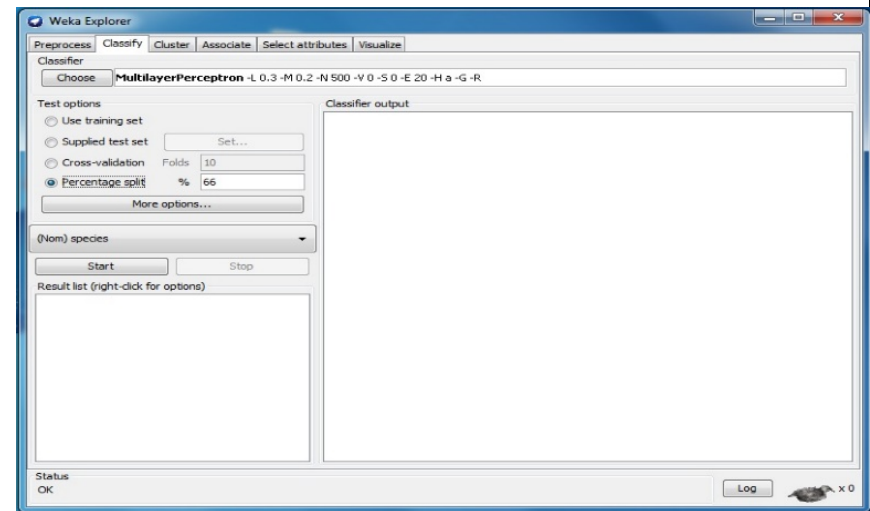 Weka Explorer
Preprocess Classify Cluster Associate Select attributes Visualize
Classifier
Choose MultilayerPerceptron -L 0.3 -M 0.2 -N 500 -V 0 -S 0 -E 20 -H a -G -R
Test options
Use training set
Supplied test set Set...
Cross-validation Folds 10
Percentage split % 66
More options...
(Nom) species
Start Stop
Result list (right-click for options)
Classifier output
Status
OK
Log x 0